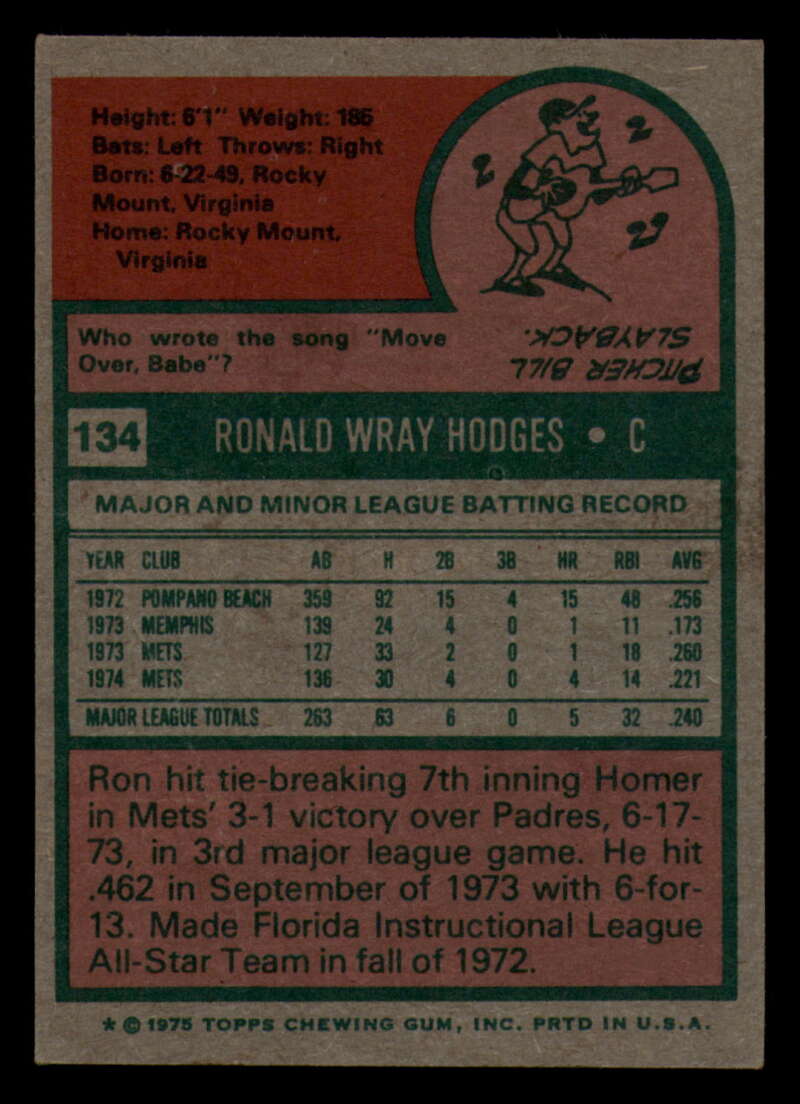 Height: 6'1" Weight: 185
Bats: Left Throws: Right
Born: 6-22-49, Rocky
Mount, Virginia
Home: Rocky Mount,
Virginia
Who wrote the song "Move
Over, Babe"?
PITCHER BILL
SLAYBACK.
134 RONALD WRAY HODGES • C
MAJOR AND MINOR LEAGUE BATTING RECORD
YEAR CLUB AB H 2B 3B HR RBI AVG
1972 POMPANO BEACH 359 92 15 4 15 48 .256
1973 MEMPHIS 139 24 4 0 1 11 .173
1973 METS 127 33 2 0 1 18 .260
1974 METS 136 30 4 0 4 14 .221
MAJOR LEAGUE TOTALS 263 63 6 0 5 32 .240
Ron hit tie-breaking 7th inning Homer
in Mets' 3-1 victory over Padres, 6-17-
73, in 3rd major league game. He hit
.462 in September of 1973 with 6-for-
13. Made Florida Instructional League
All-Star Team in fall of 1972.
* © 1975 TOPPS CHEWING GUM, INC. PRTD IN U.S.A.